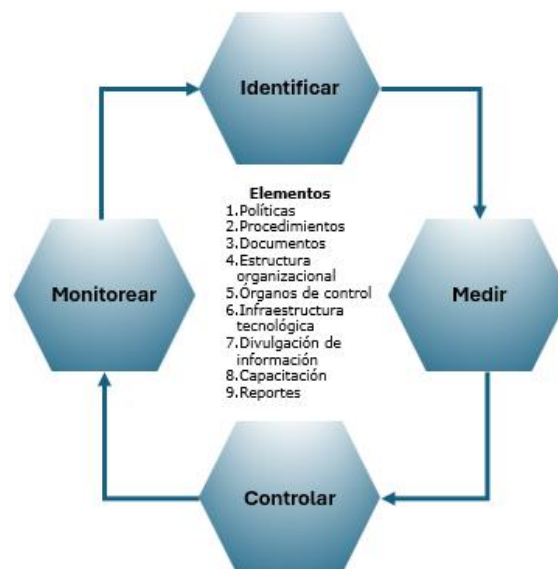 Identificar
Elementos
1.Políticas
2.Procedimientos
3.Documentos
4.Estructura
organizacional
5.Órganos de control
6.Infraestructura
tecnológica
7.Divulgación de
información
8.Capacitación
9.Reportes
Monitorear
Medir
Controlar